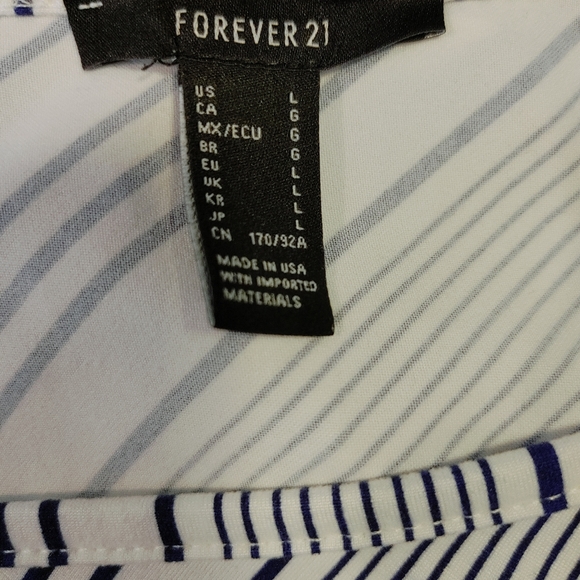 FOREVER 21
US L
CA G
MX/ECU G
BR G
EU L
UK L
KR L
JP L
CN 170/92A
MADE IN USA
WITH IMPORTED
MATERIALS